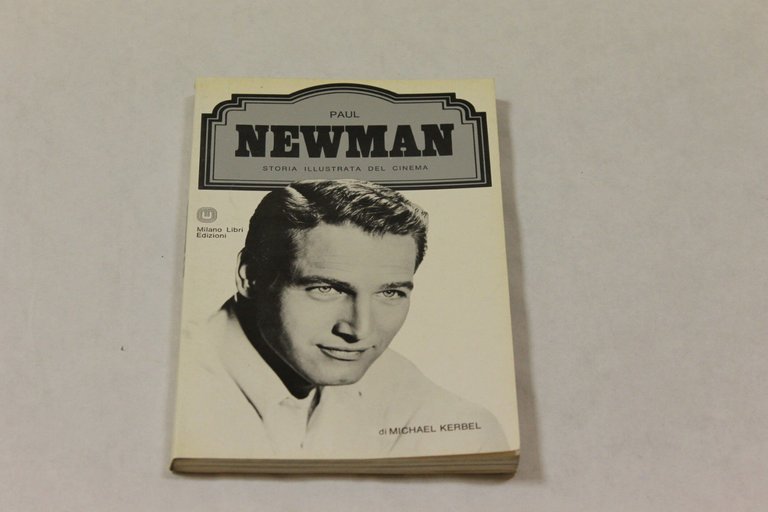 PAUL
NEWMAN
STORIA ILLUSTRATA DEL CINEMA
Milano Libri
Edizioni
di MICHAEL KERBEL